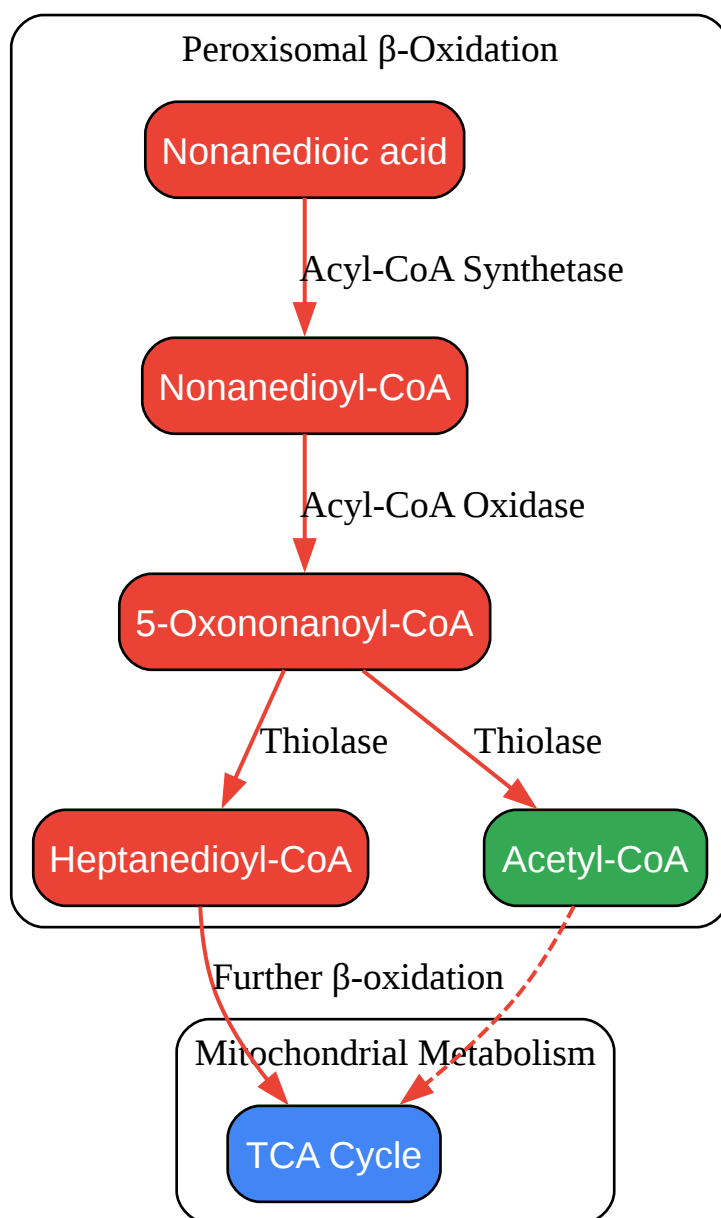 Peroxisomal β-Oxidation
Nonanedioic acid
Acyl-CoA Synthetase
Nonanedioyl-CoA
Acyl-CoA Oxidase
5-Oxononanoyl-CoA
Thiolase
Thiolase
Heptanedioyl-CoA
Acetyl-CoA
Further β-oxidation
Mitochondrial Metabolism
TCA Cycle